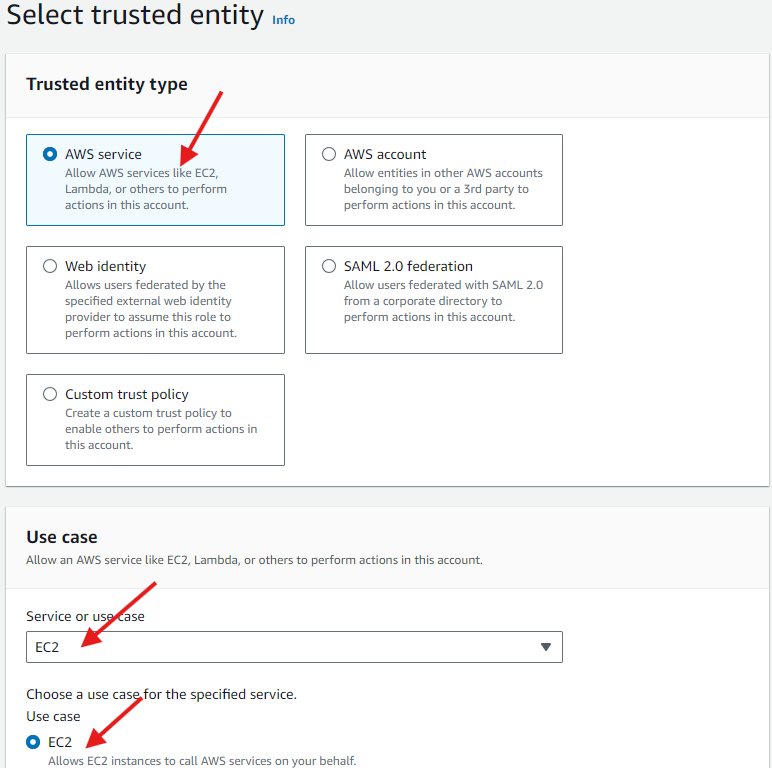 Select trusted entity Info
Trusted entity type
AWS service
Allow AWS services like EC2,
Lambda, or others to perform
actions in this account.
AWS account
Allow entities in other AWS accounts
belonging to you or a 3rd party to
perform actions in this account.
Web identity
Allows users federated by the
specified external web identity
provider to assume this role to
perform actions in this account.
SAML 2.0 federation
Allow users federated with SAML 2.0
from a corporate directory to
perform actions in this account.
Custom trust policy
Create a custom trust policy to
enable others to perform actions in
this account.
Use case
Allow an AWS service like EC2, Lambda, or others to perform actions in this account.
Service or use case
EC2
Choose a use case for the specified service.
Use case
EC2
Allows EC2 instances to call AWS services on your behalf.